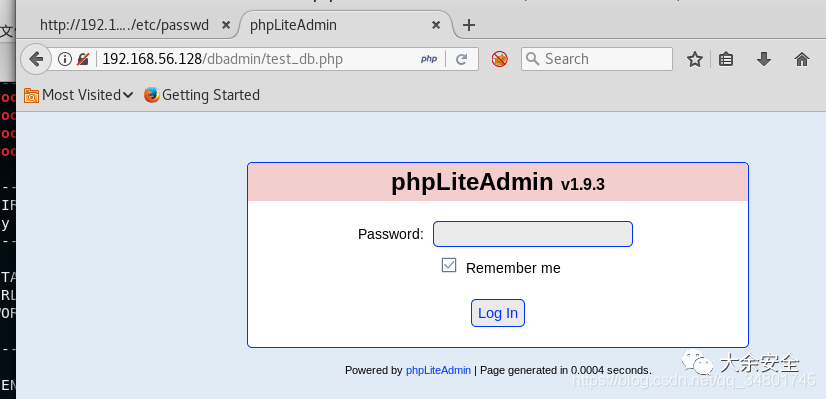 文
http://192.1…./etc/passwd × phpLiteAdmin × +
192.168.56.128/dbadmin/test_db.php php Search
Most Visited Getting Started
phpLiteAdmin v1.9.3
Password:
Remember me
Log In
Powered by phpLiteAdmin | Page generated in 0.0004 seconds.
大余安全
https://blog.csdn.net/qq_34801745